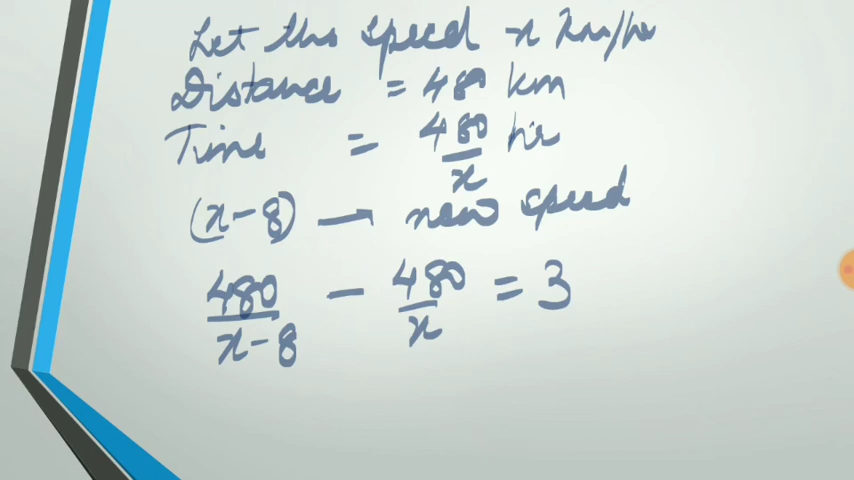 Let the speed x km/hr
Distance = 480 km
Time = 480/x hr
(x-8) — new speed
480/x-8 - 480/x = 3